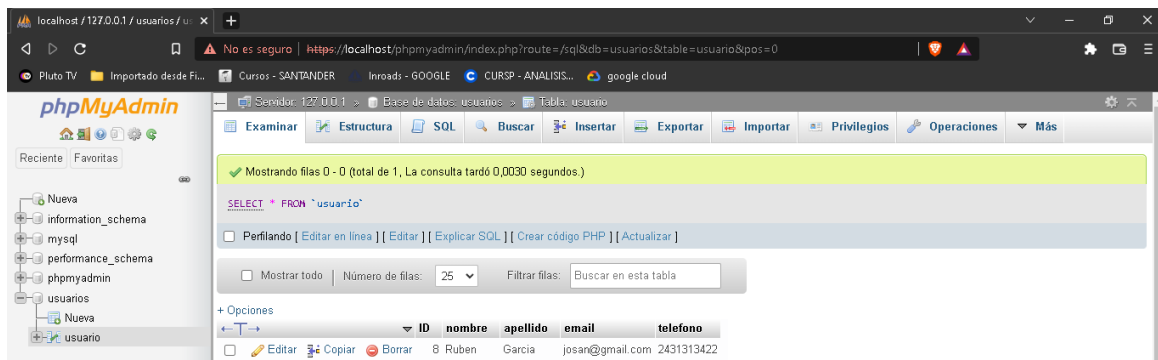 localhost / 127.0.0.1 / usuarios / us
No es seguro https://localhost/phpmyadmin/index.php?route=/sql&db=usuarios&table=usuario&pos=0
Pluto TV Importado desde Fi... Cursos - SANTANDER Inroads - GOOGLE CURSP - ANALISIS... google cloud
phpMyAdmin
Reciente Favoritas
Nueva
information_schema
mysql
performance_schema
phpmyadmin
usuarios
Nueva
usuario
Servidor: 127.0.0.1 » Base de datos: usuarios » Tabla: usuario
Examinar Estructura SQL Buscar Insertar Exportar Importar Privilegios Operaciones Más
Mostrando filas 0 - 0 (total de 1, La consulta tardó 0,0030 segundos.)
SELECT * FROM `usuario`
Perfilando [ Editar en línea ] [ Editar ] [ Explicar SQL ] [ Crear código PHP ] [ Actualizar ]
Mostrar todo | Número de filas: 25 Filtrar filas: Buscar en esta tabla
+ Opciones
←T→ ID nombre apellido email telefono
Editar Copiar Borrar 8 Ruben Garcia josan@gmail.com 2431313422